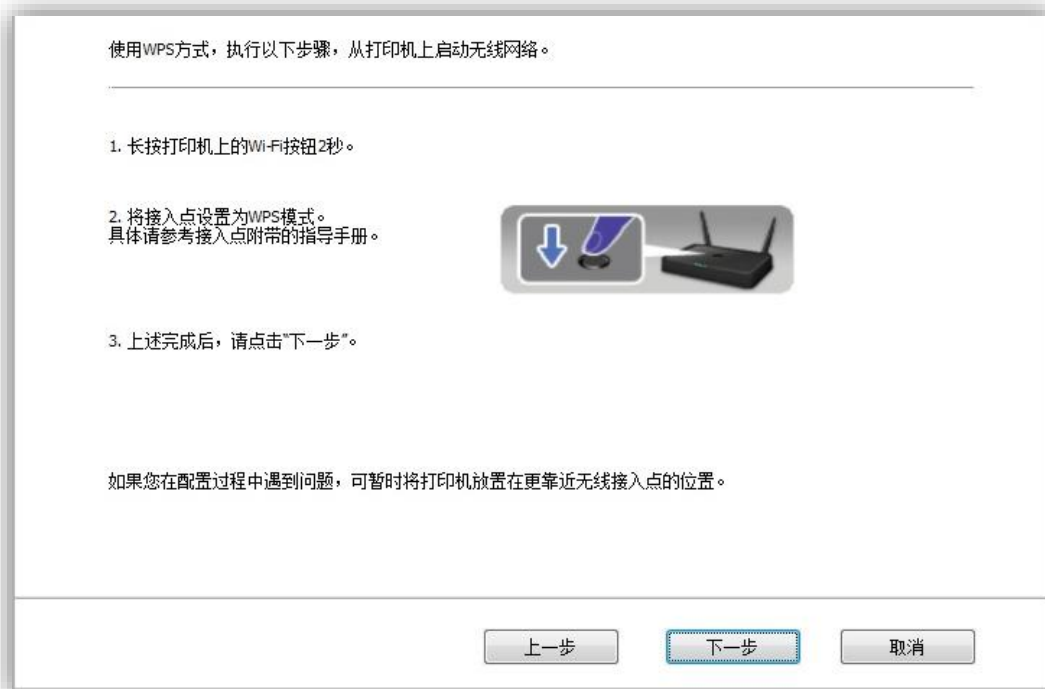 使用WPS方式，执行以下步骤，从打印机上启动无线网络。
1. 长按打印机上的Wi-Fi按钮2秒。
2. 将接入点设置为WPS模式。
具体请参考接入点附带的指导手册。
3. 上述完成后，请点击“下一步”。
如果您在配置过程中遇到问题，可暂时将打印机放置在更靠近无线接入点的位置。
上一步 下一步 取消